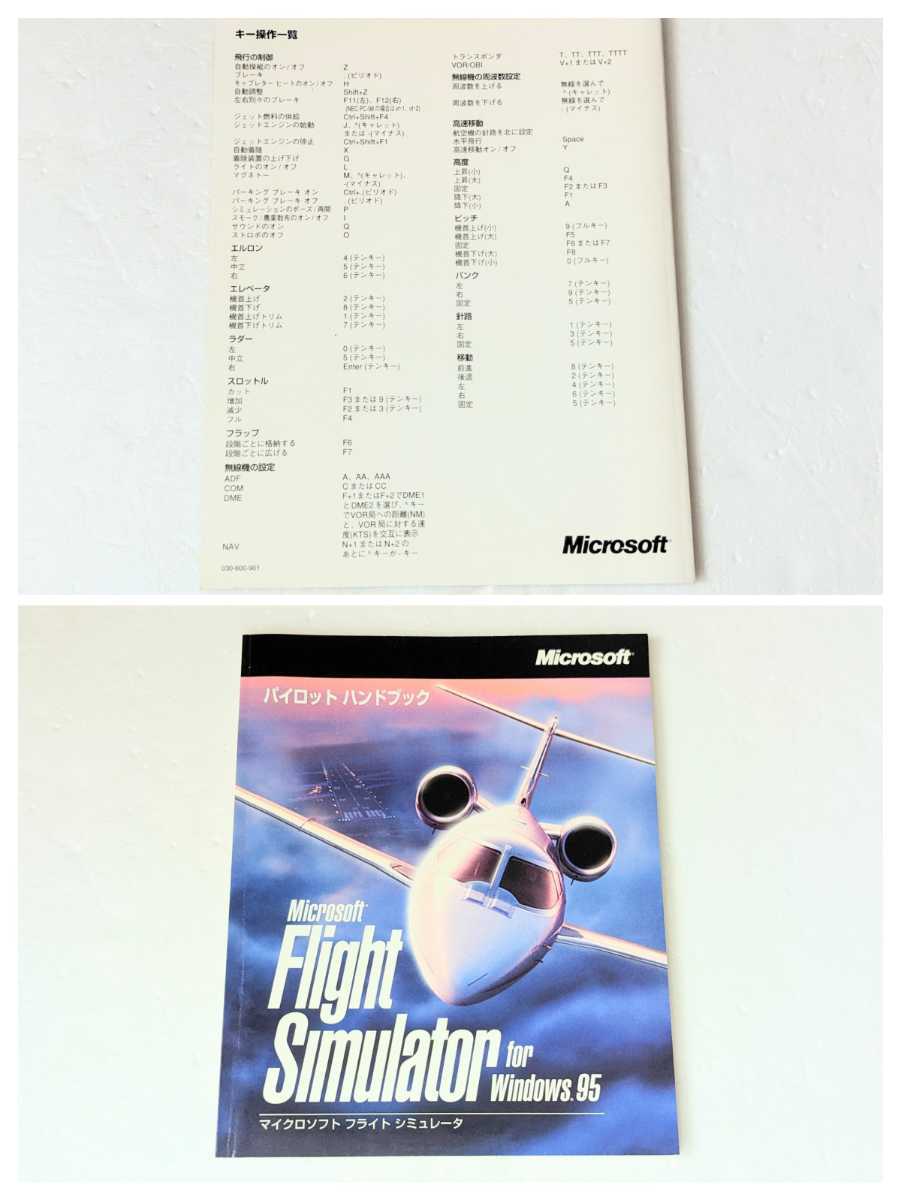 キー操作一覧
飛行の制御
自動操縦のオン/オフ Z
ブレーキ . (ピリオド)
キャブレター ヒートのオン/オフ H
自動調整 Shift+Z
左右別々のブレーキ F11(左)、F12(右)
ジェット燃料の供給 Ctrl+Shift+F4
ジェットエンジンの始動 J、^(キャレット)
または -(マイナス)
ジェットエンジンの停止 Ctrl+Shift+F1
自動着陸 X
着陸装置の上げ下げ G
ライトのオン/オフ L
マグネトー M、^(キャレット)、
-(マイナス)
パーキング ブレーキ オン Ctrl+.(ピリオド)
パーキング ブレーキ オフ . (ピリオド)
シミュレーションのポーズ/再開 P
スモーク/農薬散布のオン/オフ I
サウンドのオン Q
ストロボのオフ O
エルロン
左 4 (テンキー)
中立 5 (テンキー)
右 6 (テンキー)
エレベータ
機首上げ 2 (テンキー)
機首下げ 8 (テンキー)
機首上げトリム 1 (テンキー)
機首下げトリム 7 (テンキー)
ラダー
左 0 (テンキー)
中立 5 (テンキー)
右 Enter (テンキー)
スロットル
カット F1
増加 F3 または 9 (テンキー)
減少 F2 または 3 (テンキー)
フル F4
フラップ
段階ごとに格納する F6
段階ごとに広げる F7
無線機の設定
ADF A、AA、AAA
COM C または CC
DME F+1 または F+2 で DME1
と DME2 を選び、^ キー
で VOR 局への距離(NM)
と、VOR 局に対する速
度(KTS)を交互に表示
NAV N+1 または N+2 の
あとに ^ キーか - キー
030-600-961
トランスポンダ T、TT、TTT、TTTT
VOR/OBI V+1 または V+2
無線機の周波数設定
周波数を上げる 無線を選んで
^ (キャレット)
周波数を下げる 無線を選んで
- (マイナス)
高速移動
航空機の針路を北に設定
水平飛行 Space
高速移動オン/オフ Y
高度
上昇(小) Q
上昇(大) F4
固定 F2 または F3
降下(大) F1
降下(小) A
ピッチ
機首上げ(小) 9 (フルキー)
機首上げ(大) F5
固定 F6 または F7
機首下げ(大) F8
機首下げ(小) 0 (フルキー)
バンク
左 7 (テンキー)
右 9 (テンキー)
固定 5 (テンキー)
針路
左 1 (テンキー)
右 3 (テンキー)
固定 5 (テンキー)
移動
前進 8 (テンキー)
後退 2 (テンキー)
左 4 (テンキー)
右 6 (テンキー)
固定 5 (テンキー)
Microsoft
Microsoft
パイロット ハンドブック
Microsoft
Flight
Simulator for
Windows 95
マイクロソフト フライト シミュレータ